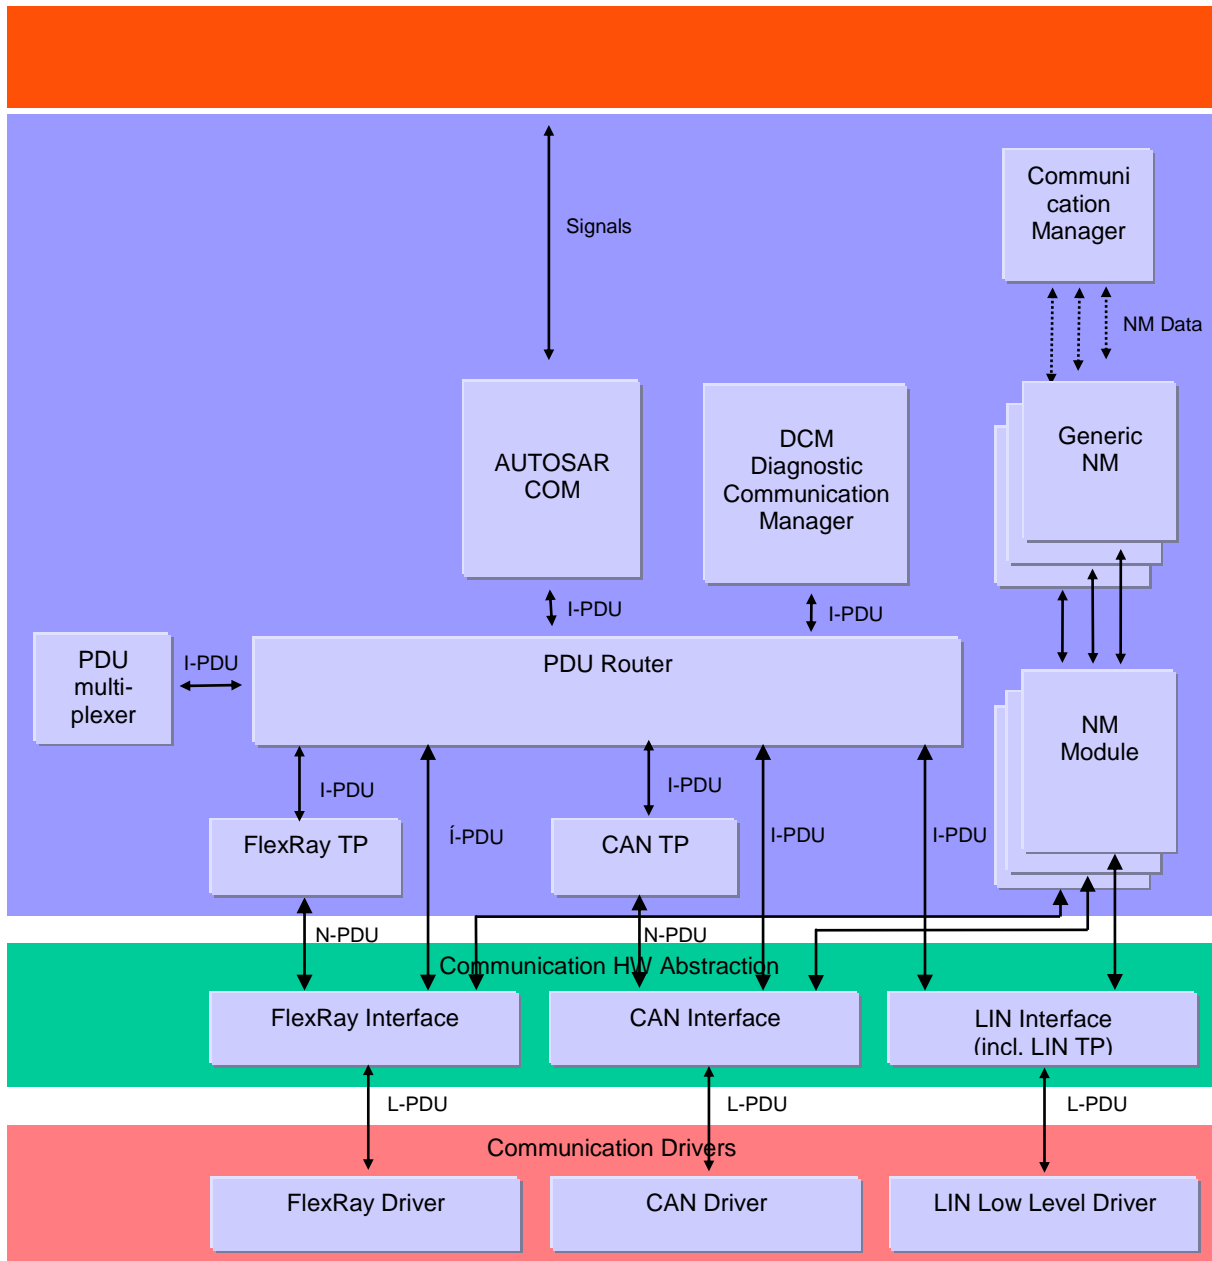 Signals
Communi
cation
Manager
NM Data
AUTOSAR
COM
DCM
Diagnostic
Communication
Manager
Generic
NM
I-PDU
I-PDU
PDU
multi-
plexer
I-PDU
PDU Router
NM
Module
I-PDU
Í-PDU
I-PDU
I-PDU
I-PDU
FlexRay TP
CAN TP
N-PDU
N-PDU
Communication HW Abstraction
FlexRay Interface
CAN Interface
LIN Interface
(incl. LIN TP)
L-PDU
L-PDU
L-PDU
Communication Drivers
FlexRay Driver
CAN Driver
LIN Low Level Driver